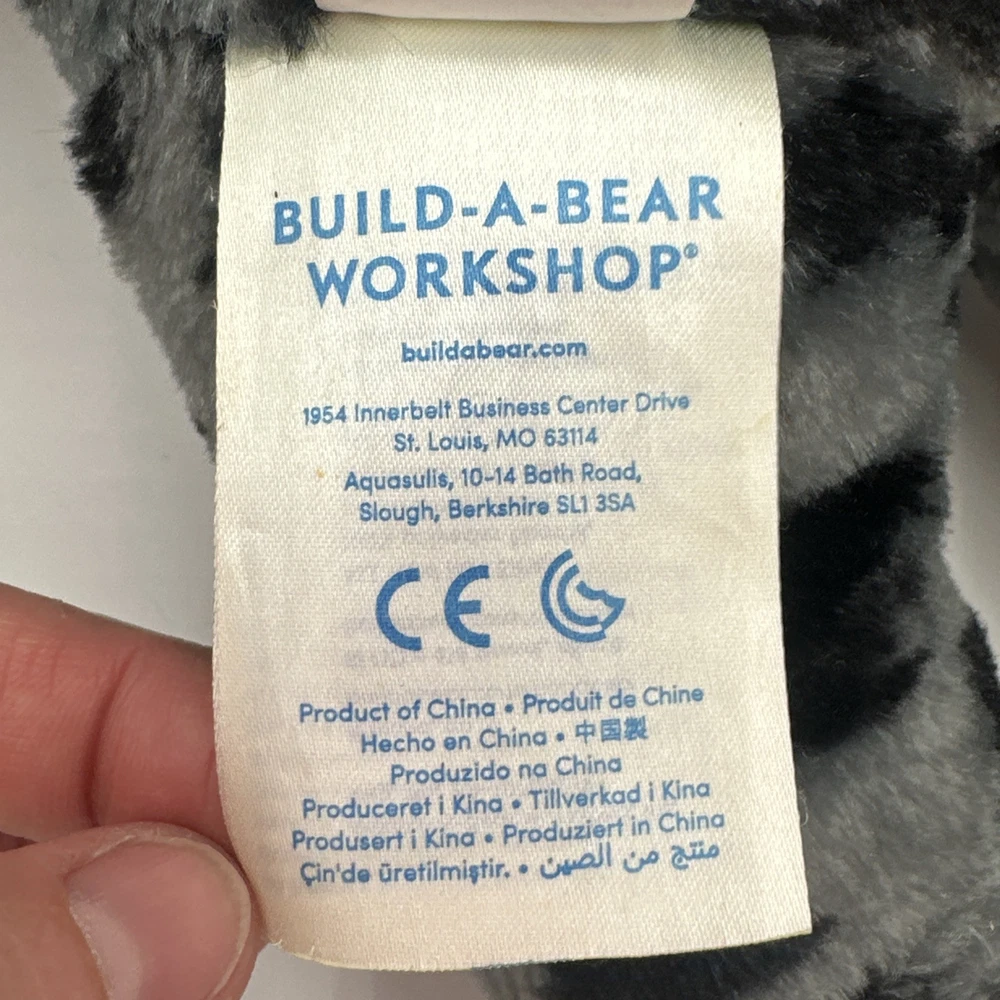 BUILD-A-BEAR
WORKSHOP®
buildabear.com
1954 Innerbelt Business Center Drive
St. Louis, MO 63114
Aquasulis, 10-14 Bath Road,
Slough, Berkshire SL1 3SA
CE
Product of China • Produit de Chine
Hecho en China • 中国製
Produzido na China
Produceret i Kina • Tillverkad i Kina
Produsert i Kina • Produziert in China
Çin'de üretilmiştir. • منتج من الصين